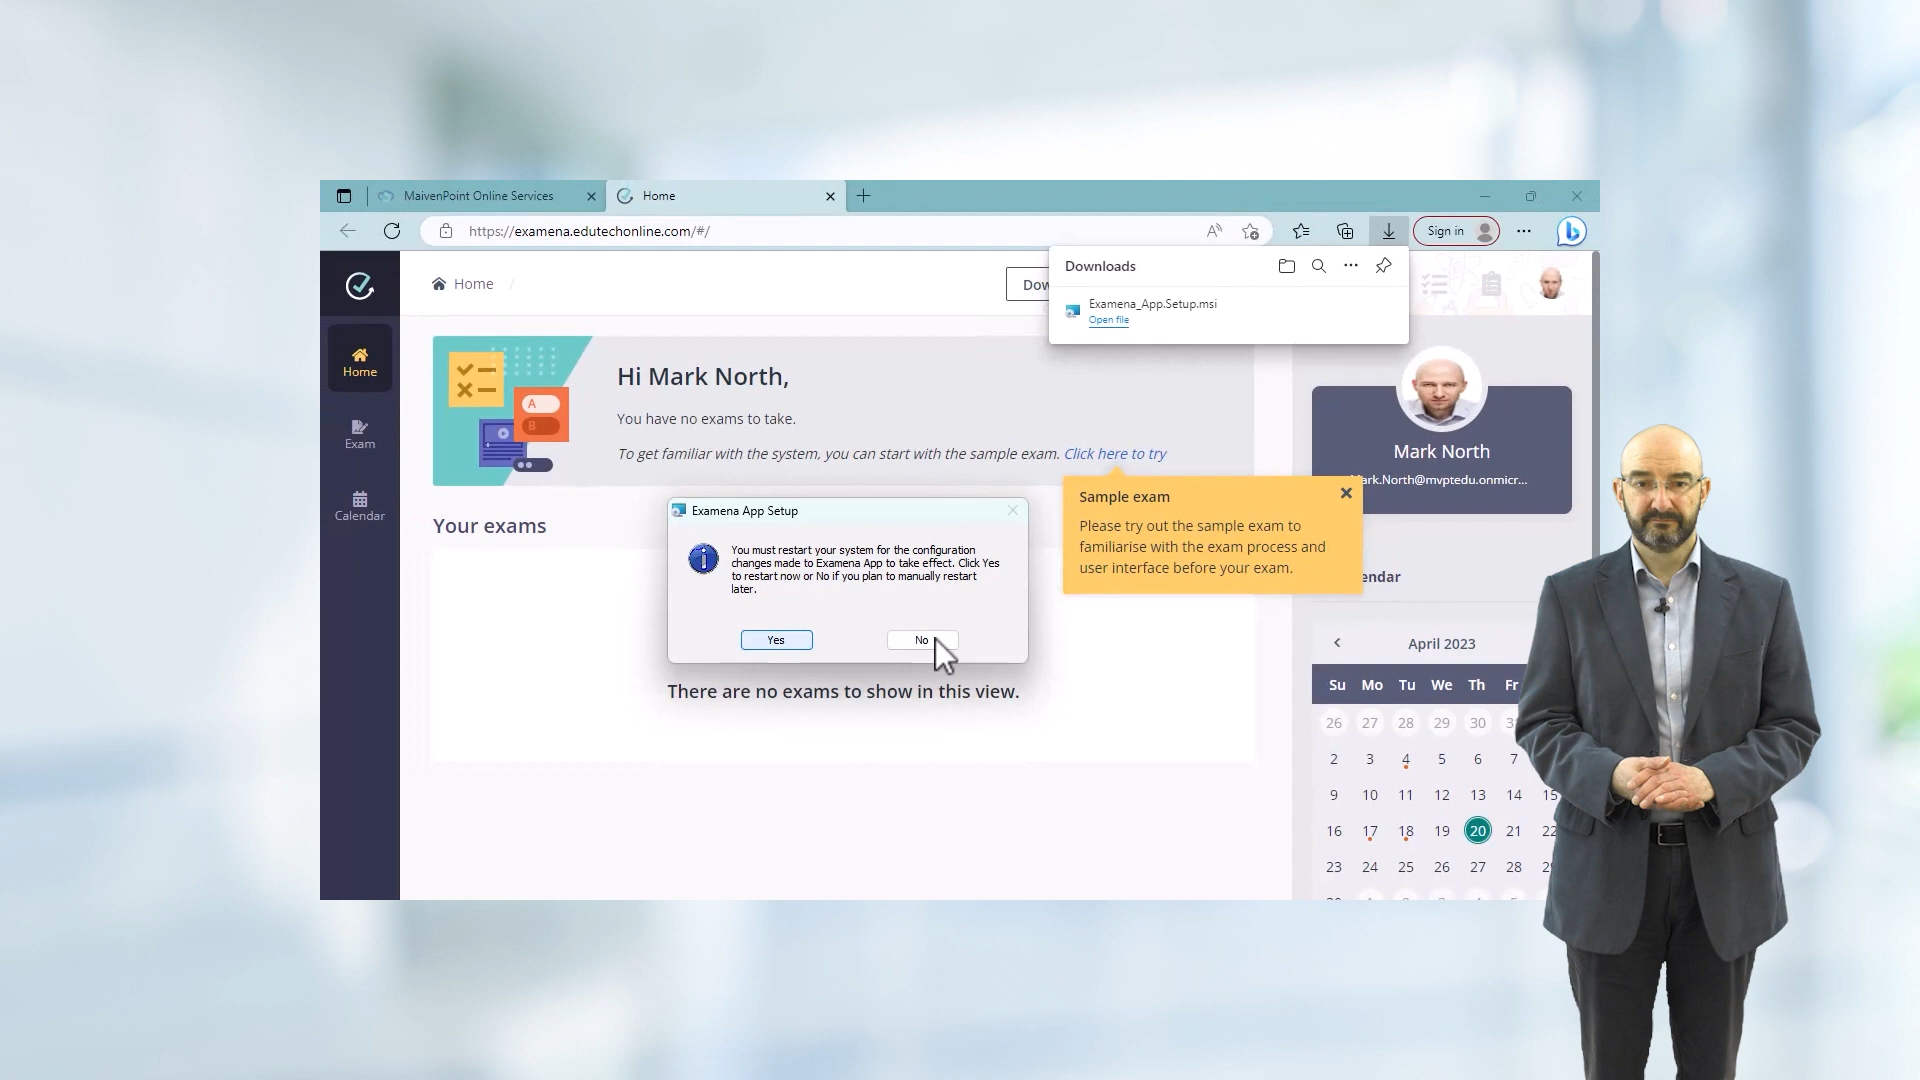 MaivenPoint Online Services
Home
https://examena.edutechonline.com/#/
Sign in
Downloads
Examena_App.Setup.msi
Open file
Home /
Home
Exam
Calendar
A
B
Hi Mark North,
You have no exams to take.
To get familiar with the system, you can start with the sample exam. Click here to try
Sample exam
Please try out the sample exam to
familiarise with the exam process and
user interface before your exam.
Your exams
Examena App Setup
You must restart your system for the configuration
changes made to Examena App to take effect. Click Yes
to restart now or No if you plan to manually restart
later.
Yes
No
There are no exams to show in this view.
Mark North
ark.North@mvptedu.onmicr...
endar
April 2023
Su Mo Tu We Th Fr
26 27 28 29 30 31
2 3 4 5 6 7
9 10 11 12 13 14 15
16 17 18 19 20 21 22
23 24 25 26 27 28